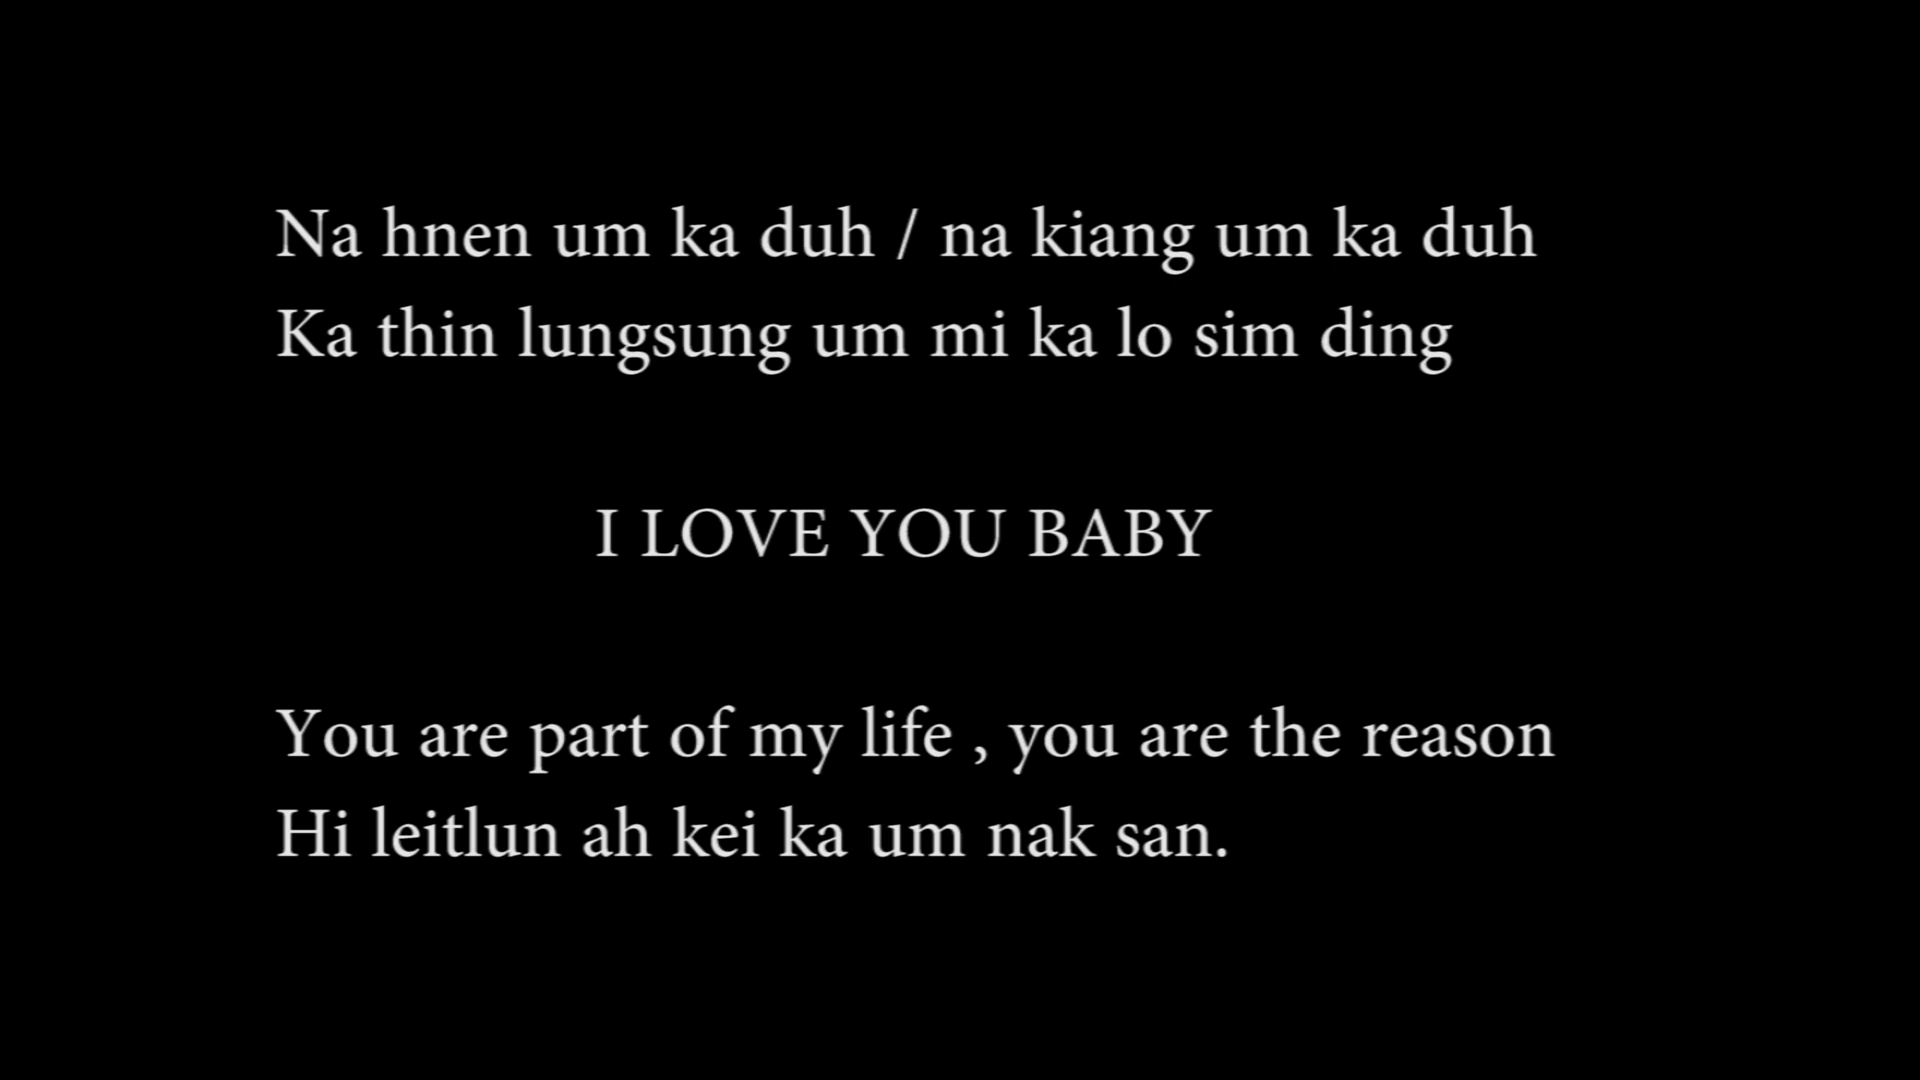 Na hnen um ka duh / na kiang um ka duh
Ka thin lungsung um mi ka lo sim ding
I LOVE YOU BABY
You are part of my life , you are the reason
Hi leitlun ah kei ka um nak san.